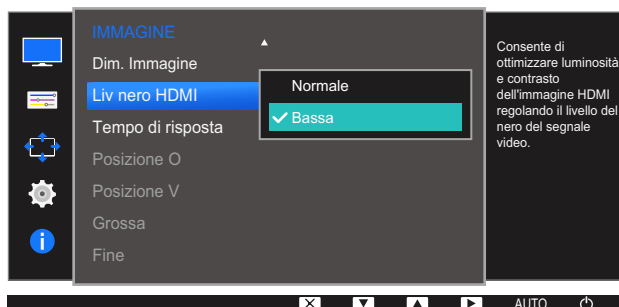 IMMAGINE
Dim. Immagine
Liv nero HDMI
Tempo di risposta
Posizione O
Posizione V
Grossa
Fine
Normale
Bassa
Consente di
ottimizzare luminosità
e contrasto
dell'immagine HDMI
regolando il livello del
nero del segnale
video.
AUTO